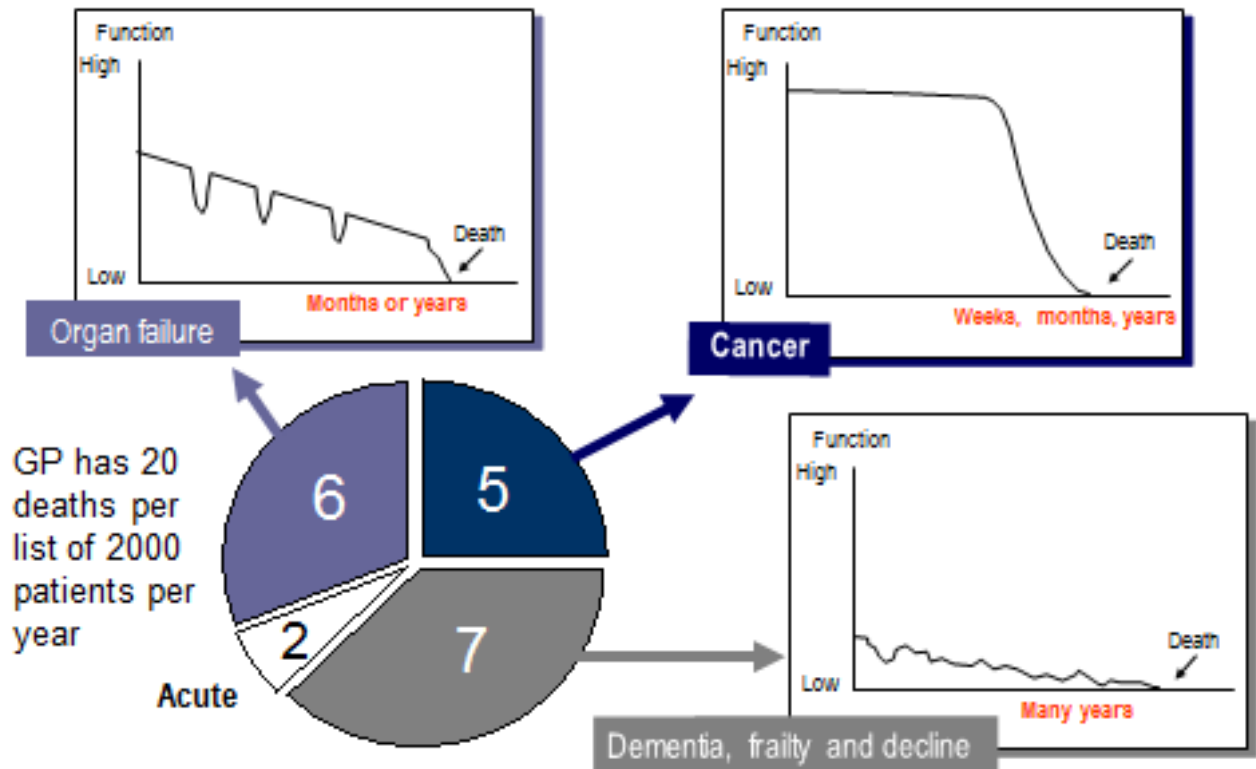 Function
High
Death
Low
Months or years
Organ failure
Function
High
Death
Low
Weeks, months, years
Cancer
GP has 20
deaths per
list of 2000
patients per
year
6
5
2
7
Acute
Function
High
Death
Low
Many years
Dementia, frailty and decline